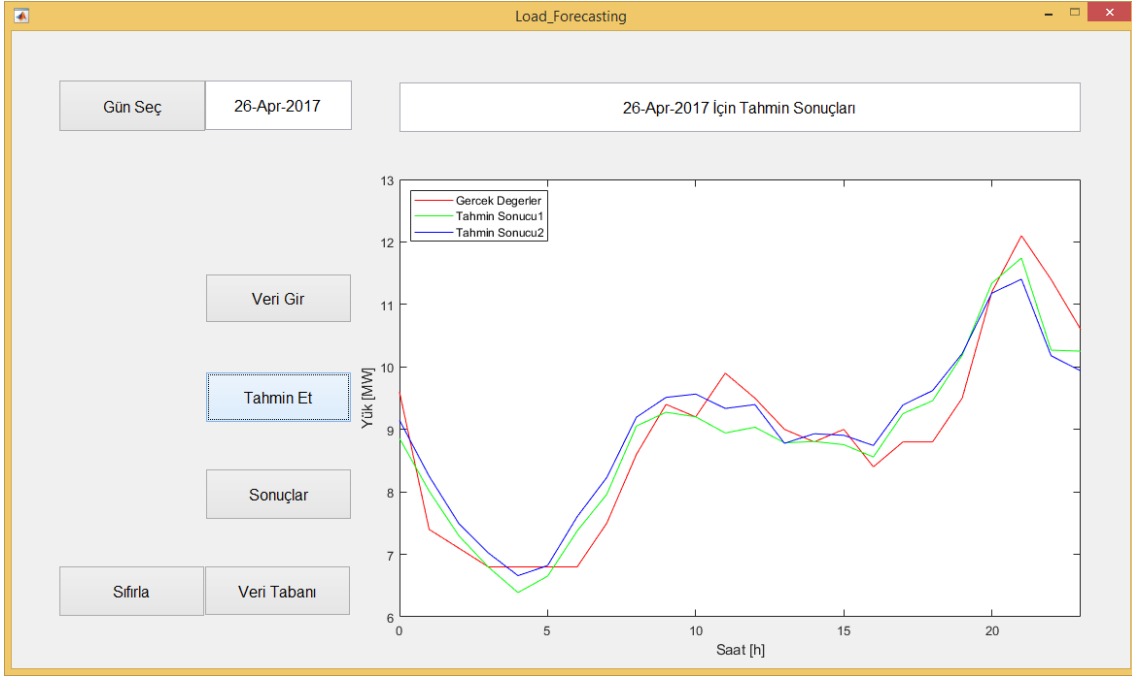 Load_Forecasting
Gün Seç
26-Apr-2017
26-Apr-2017 İçin Tahmin Sonuçları
Veri Gir
Tahmin Et
Sonuçlar
Sıfırla
Veri Tabanı
Gercek Degerler
Tahmin Sonucu1
Tahmin Sonucu2
Yük [MW]
13
12
11
10
9
8
7
6
0
5
10
15
20
Saat [h]